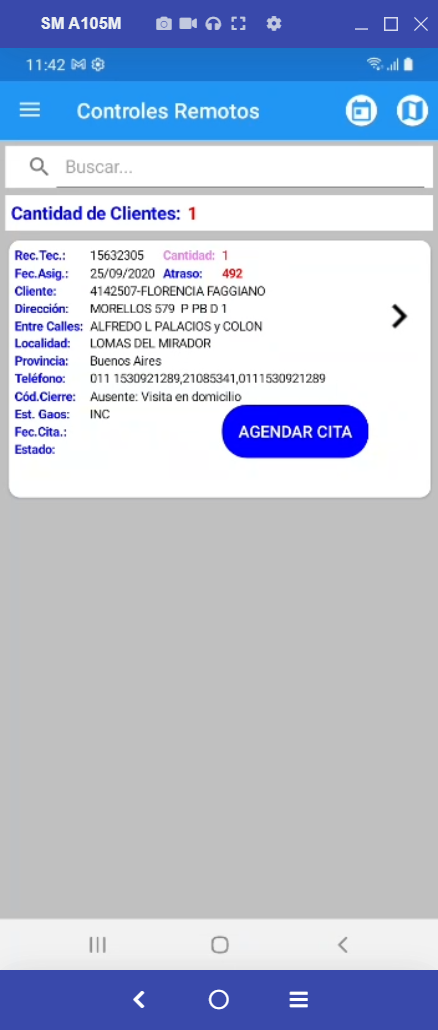 SM A105M
11:42
Controles Remotos
Buscar...
Cantidad de Clientes: 1
Rec.Tec.: 15632305 Cantidad: 1
Fec.Asig.: 25/09/2020 Atraso: 492
Cliente: 4142507-FLORENCIA FAGGIANO
Dirección: MORELLOS 579 P PB D 1
Entre Calles: ALFREDO L PALACIOS y COLON
Localidad: LOMAS DEL MIRADOR
Provincia: Buenos Aires
Teléfono: 011 1530921289,21085341,0111530921289
Cód.Cierre: Ausente: Visita en domicilio
Est. Gaos: INC
Fec.Cita.:
AGENDAR CITA
Estado: